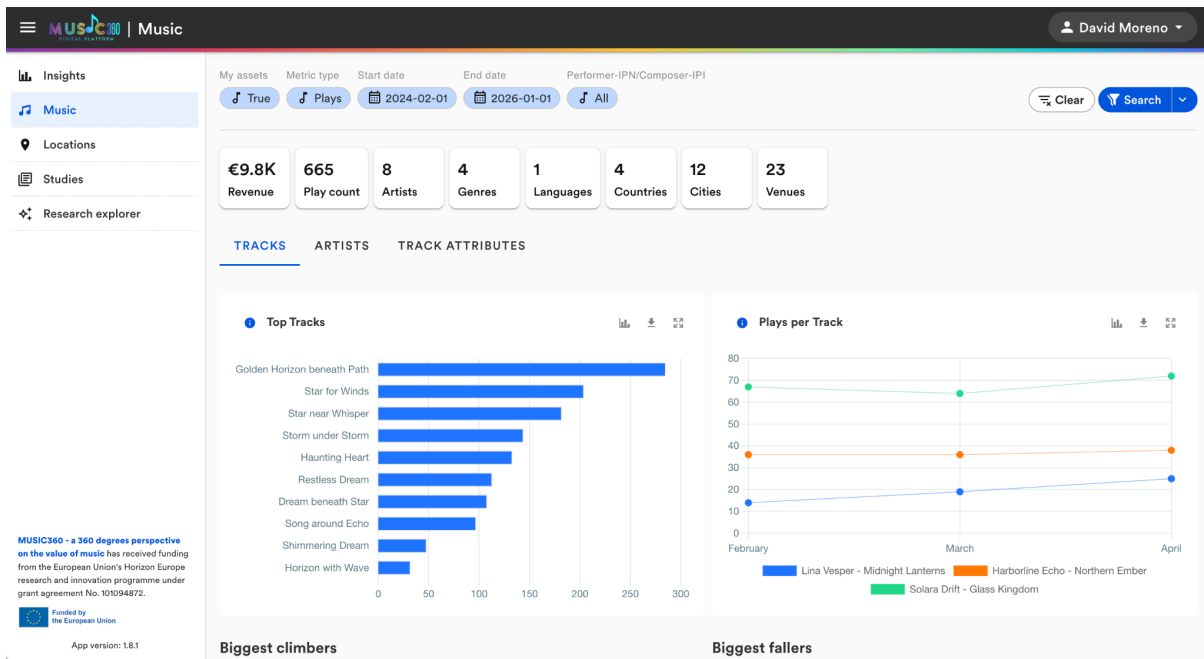 MUSIC360
DIGITAL PLATFORM
| Music
David Moreno
Insights
Music
Locations
Studies
Research explorer
My assets Metric type Start date End date Performer-IPN/Composer-IPI
True Plays 2024-02-01 2026-01-01 All
Clear Search
€9.8K 665 8 4 1 4 12 23
Revenue Play count Artists Genres Languages Countries Cities Venues
TRACKS ARTISTS TRACK ATTRIBUTES
Top Tracks
Golden Horizon beneath Path
Star for Winds
Star near Whisper
Storm under Storm
Haunting Heart
Restless Dream
Dream beneath Star
Song around Echo
Shimmering Dream
Horizon with Wave
0 50 100 150 200 250 300
Plays per Track
80
70
60
50
40
30
20
10
0
February March April
Lina Vesper - Midnight Lanterns Harborline Echo - Northern Ember
Solara Drift - Glass Kingdom
MUSIC360 - a 360 degrees perspective
on the value of music has received funding
from the European Union's Horizon Europe
research and innovation programme under
grant agreement No. 101094872.
Funded by
the European Union
App version: 1.8.1
Biggest climbers Biggest fallers